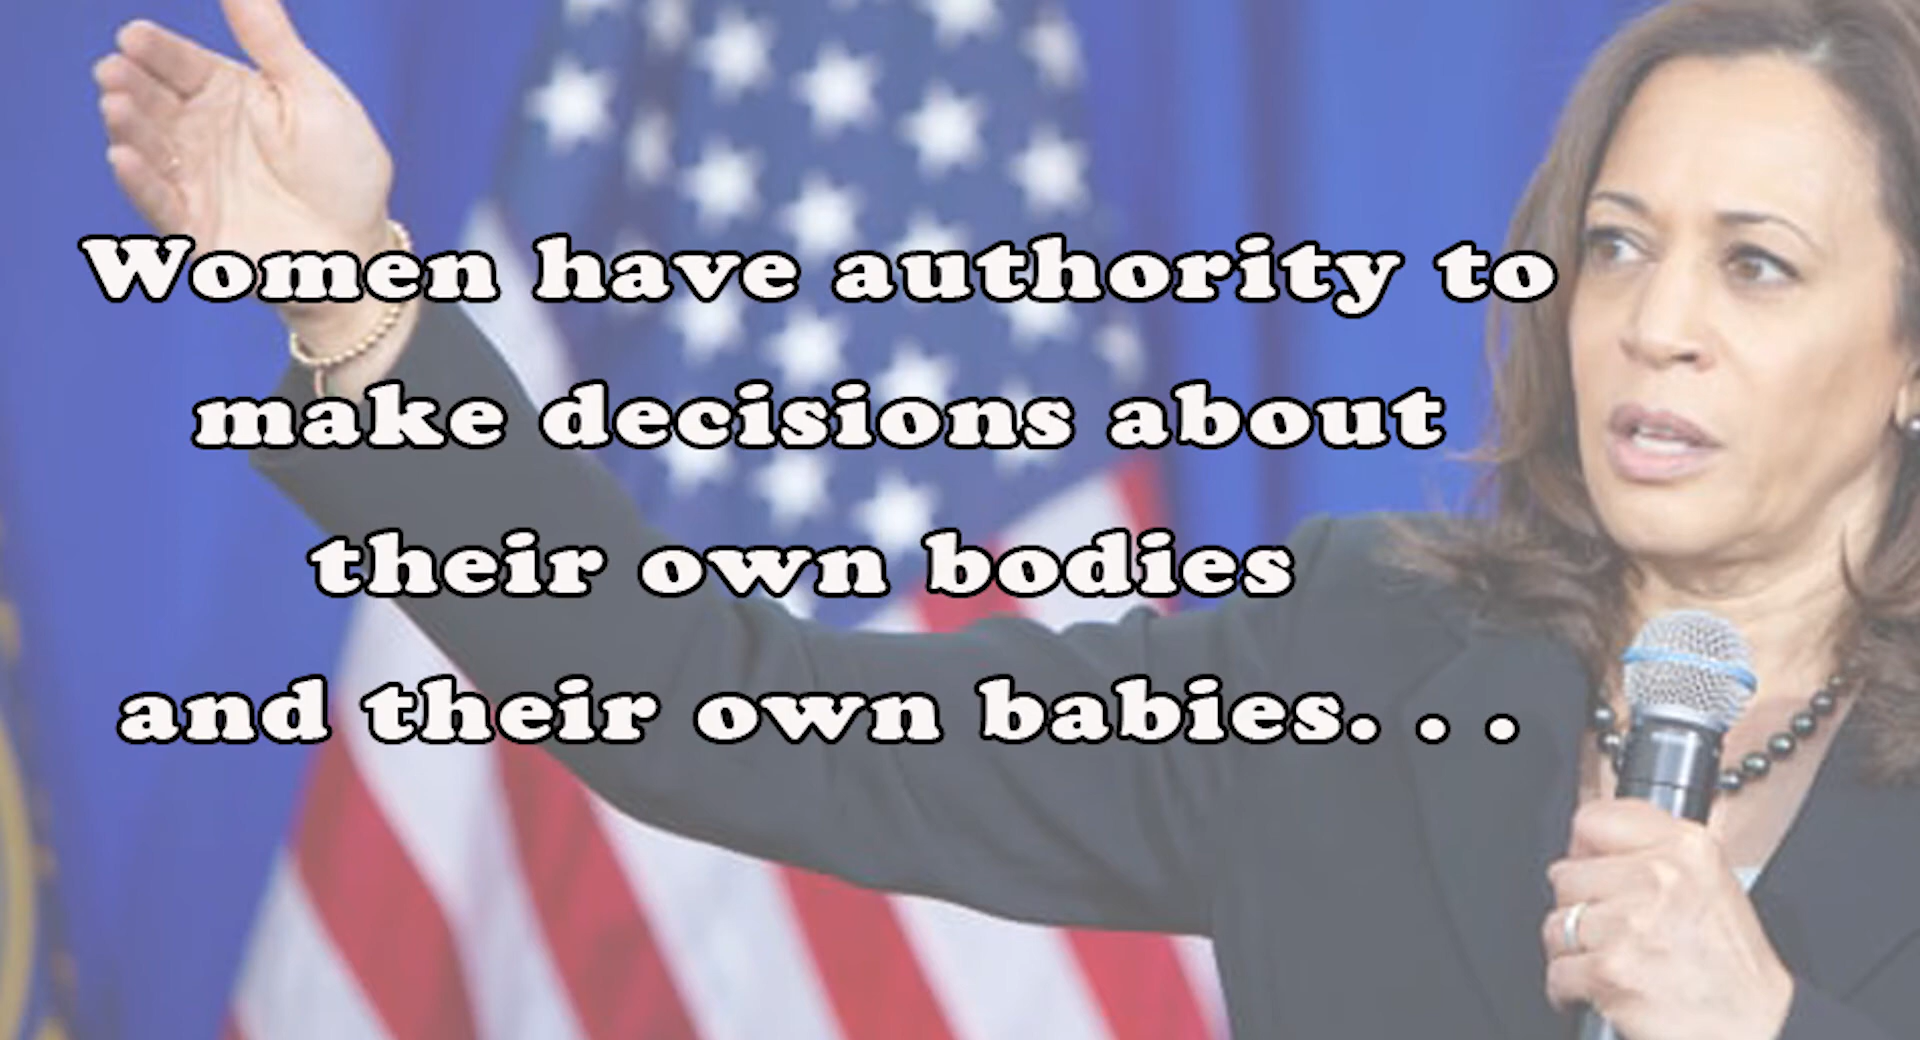 Women have authority to
make decisions about
their own bodies
and their own babies. . .